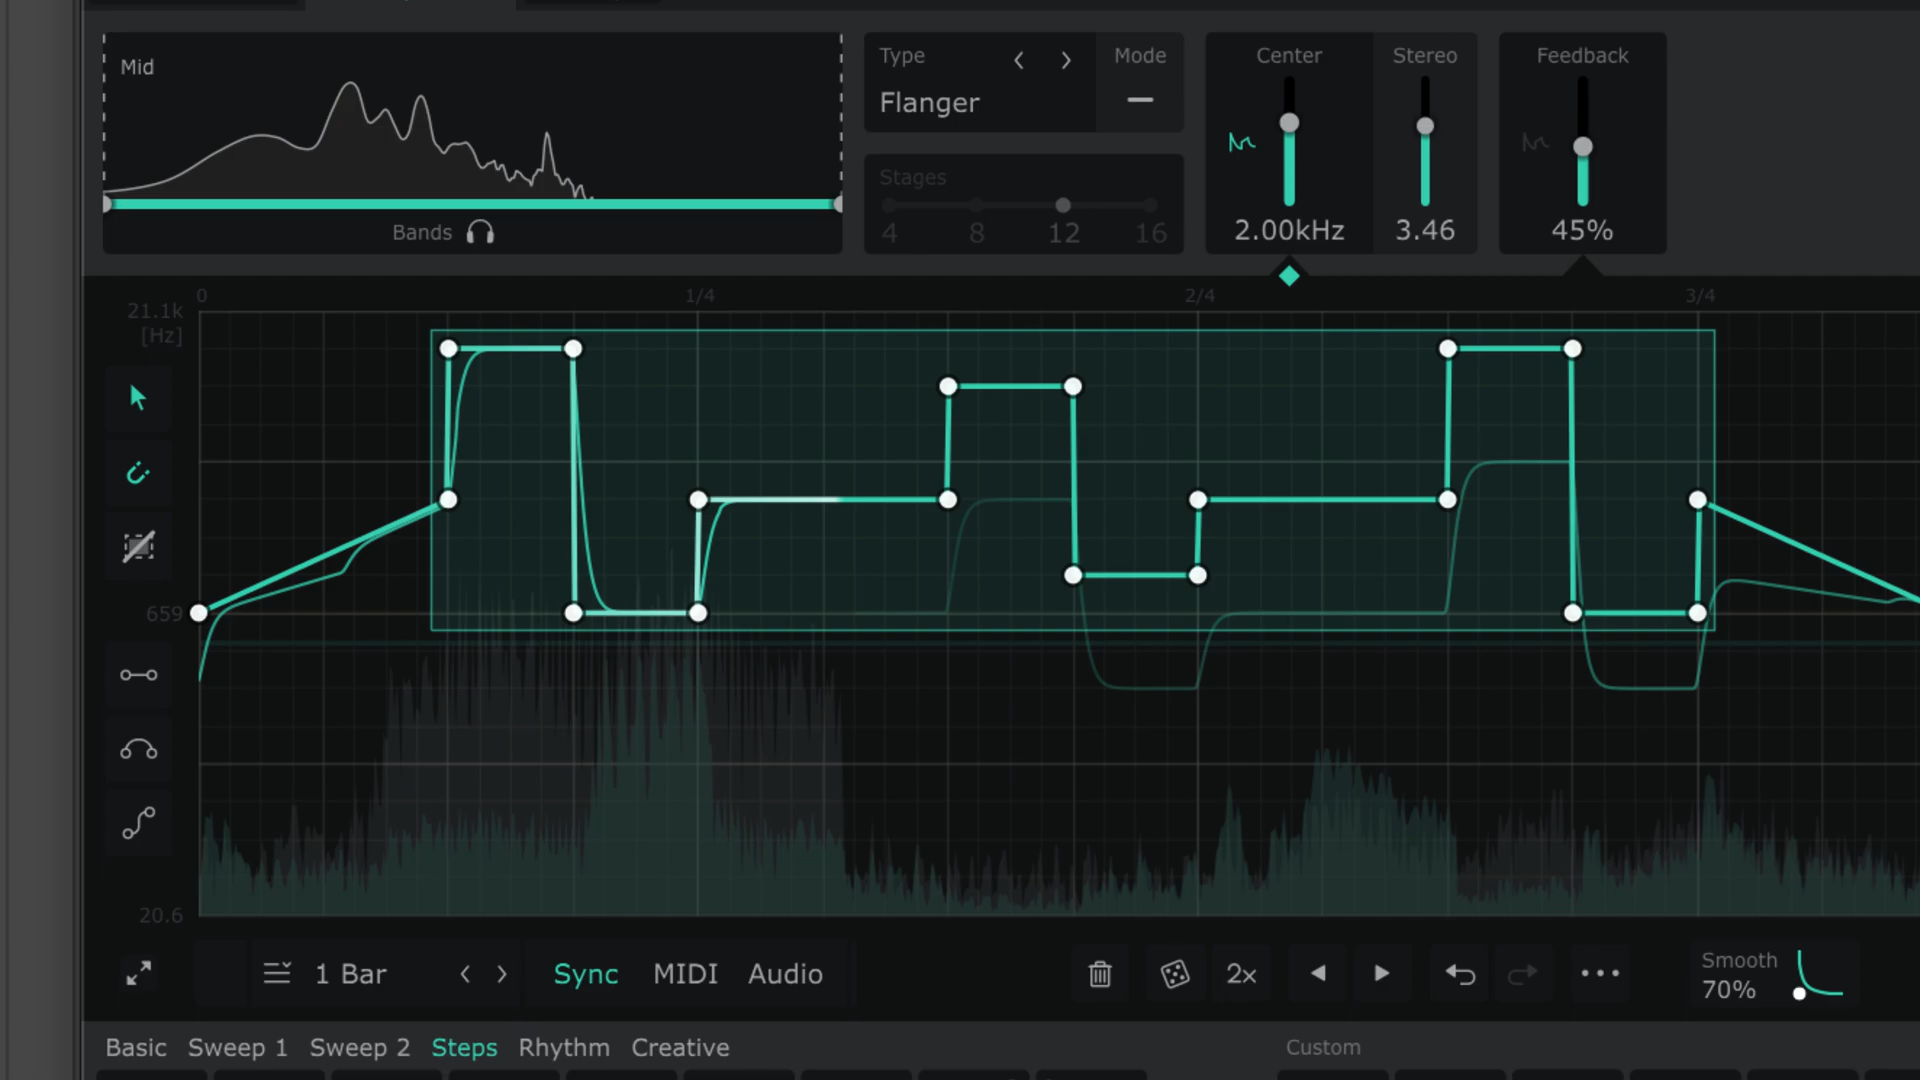 Mid
Bands
Type
Mode
Flanger
Stages
4 8 12 16
Center
Stereo
Feedback
2.00kHz
3.46
45%
0 1/4 2/4 3/4
21.1k
[Hz]
659
20.6
1 Bar
Sync MIDI Audio
2x
Smooth
70%
Basic Sweep 1 Sweep 2 Steps Rhythm Creative
Custom